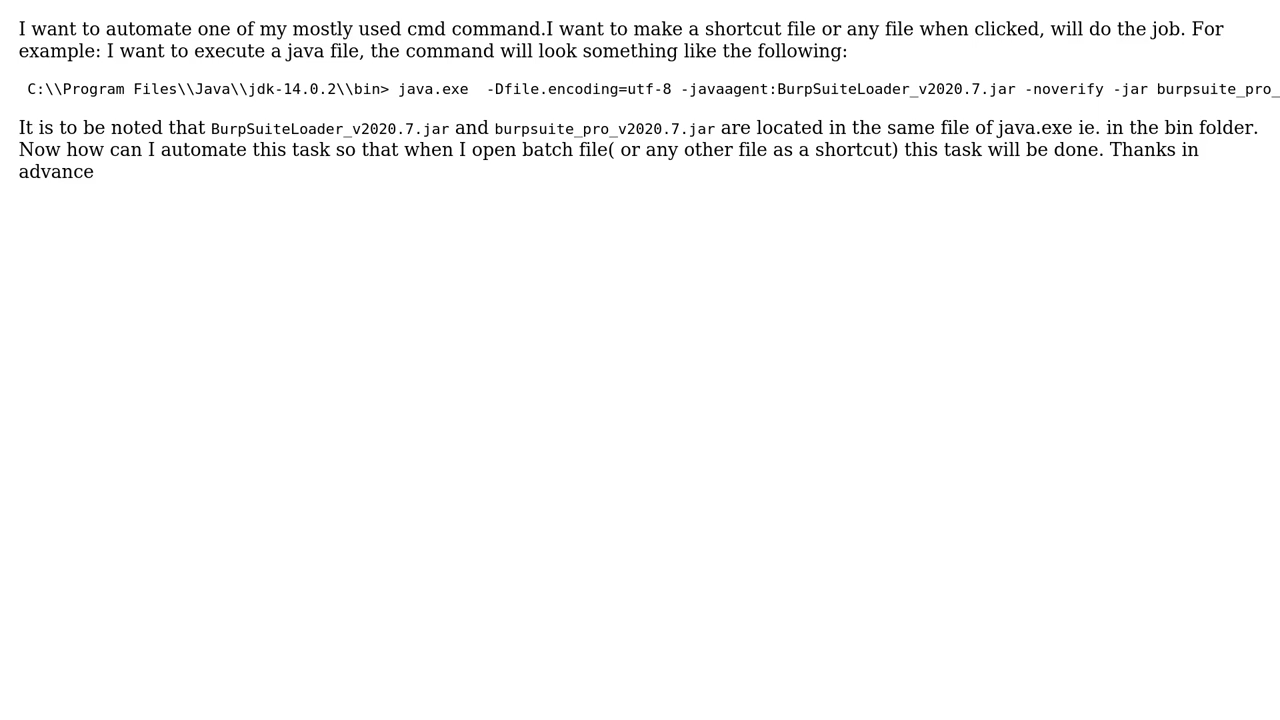 I want to automate one of my mostly used cmd command.I want to make a shortcut file or any file when clicked, will do the job. For
example: I want to execute a java file, the command will look something like the following:
C:\\Program Files\\Java\\jdk-14.0.2\\bin> java.exe  -Dfile.encoding=utf-8 -javaagent:BurpSuiteLoader_v2020.7.jar -noverify -jar burpsuite_pro_
It is to be noted that BurpSuiteLoader_v2020.7.jar and burpsuite_pro_v2020.7.jar are located in the same file of java.exe ie. in the bin folder.
Now how can I automate this task so that when I open batch file( or any other file as a shortcut) this task will be done. Thanks in
advance